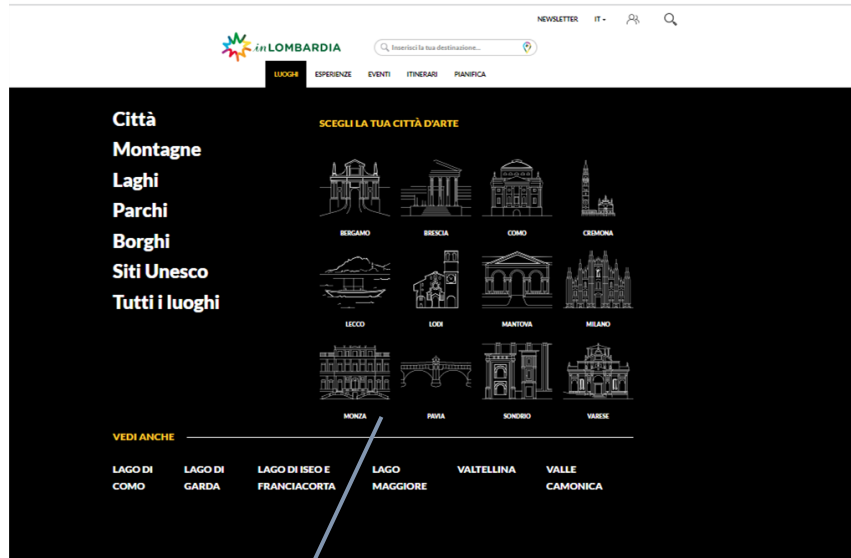 NEWSLETTER IT
in LOMBARDIA
Inserisci la tua destinazione...
LUOGHI ESPERIENZE EVENTI ITINERARI PIANIFICA
Città
Montagne
Laghi
Parchi
Borghi
Siti Unesco
Tutti i luoghi
SCEGLI LA TUA CITTÀ D'ARTE
BERGAMO BRESCIA COMO CREMONA
LECCO LODI MANTOVA MILANO
MONZA PAVIA SONDRIO VARESE
VEDI ANCHE
LAGO DI COMO
LAGO DI GARDA
LAGO DI ISEO E FRANCIACORTA
LAGO MAGGIORE
VALTELLINA
VALLE CAMONICA